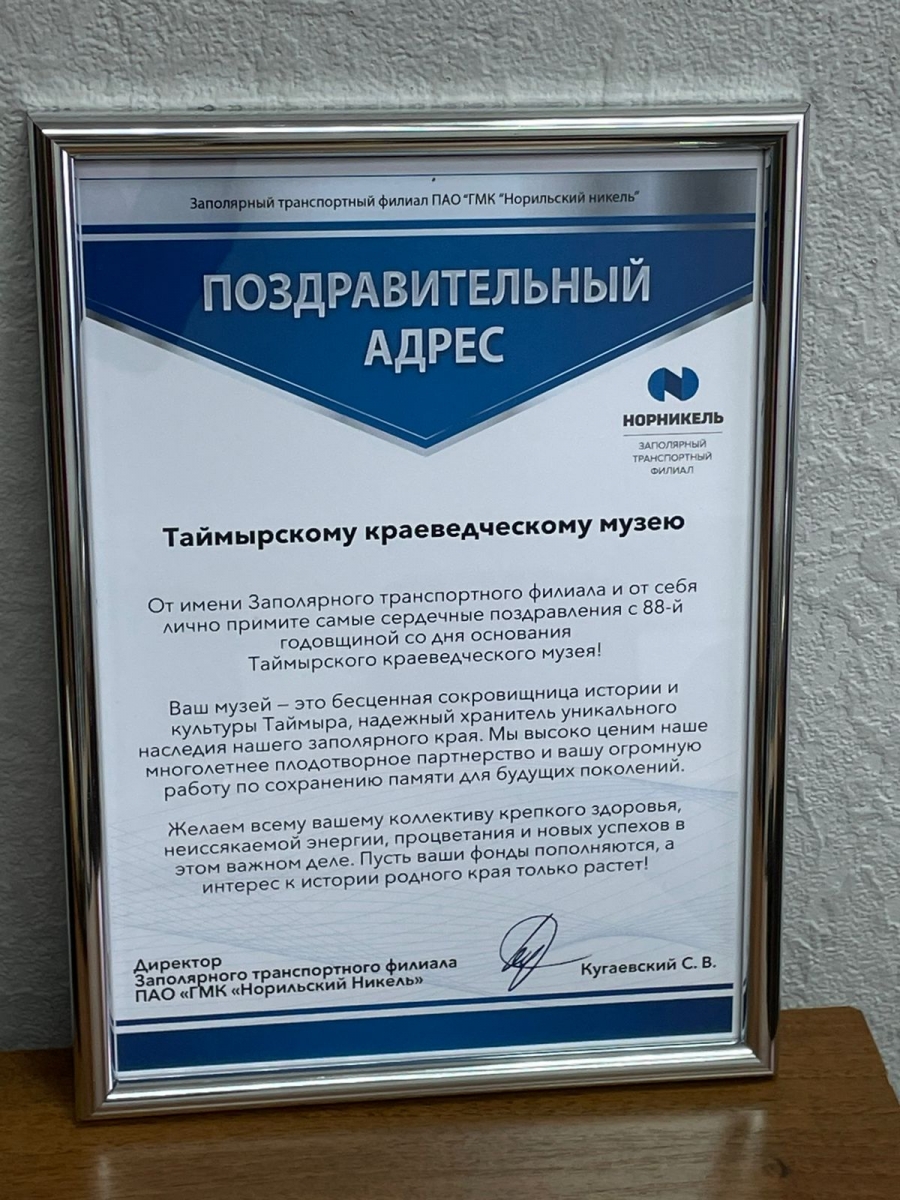 Заполярный транспортный филиал ПАО "ГМК "Норильский никель"
ПОЗДРАВИТЕЛЬНЫЙ
АДРЕС
НОРНИКЕЛЬ
ЗАПОЛЯРНЫЙ
ТРАНСПОРТНЫЙ
ФИЛИАЛ
Таймырскому краеведческому музею
От имени Заполярного транспортного филиала и от себя
лично примите самые сердечные поздравления с 88-й
годовщиной со дня основания
Таймырского краеведческого музея!
Ваш музей – это бесценная сокровищница истории и
культуры Таймыра, надежный хранитель уникального
наследия нашего заполярного края. Мы высоко ценим наше
многолетнее плодотворное партнерство и вашу огромную
работу по сохранению памяти для будущих поколений.
Желаем всему вашему коллективу крепкого здоровья,
неиссякаемой энергии, процветания и новых успехов в
этом важном деле. Пусть ваши фонды пополняются, а
интерес к истории родного края только растет!
Директор
Заполярного транспортного филиала
ПАО «ГМК «Норильский Никель»
Кугаевский С. В.